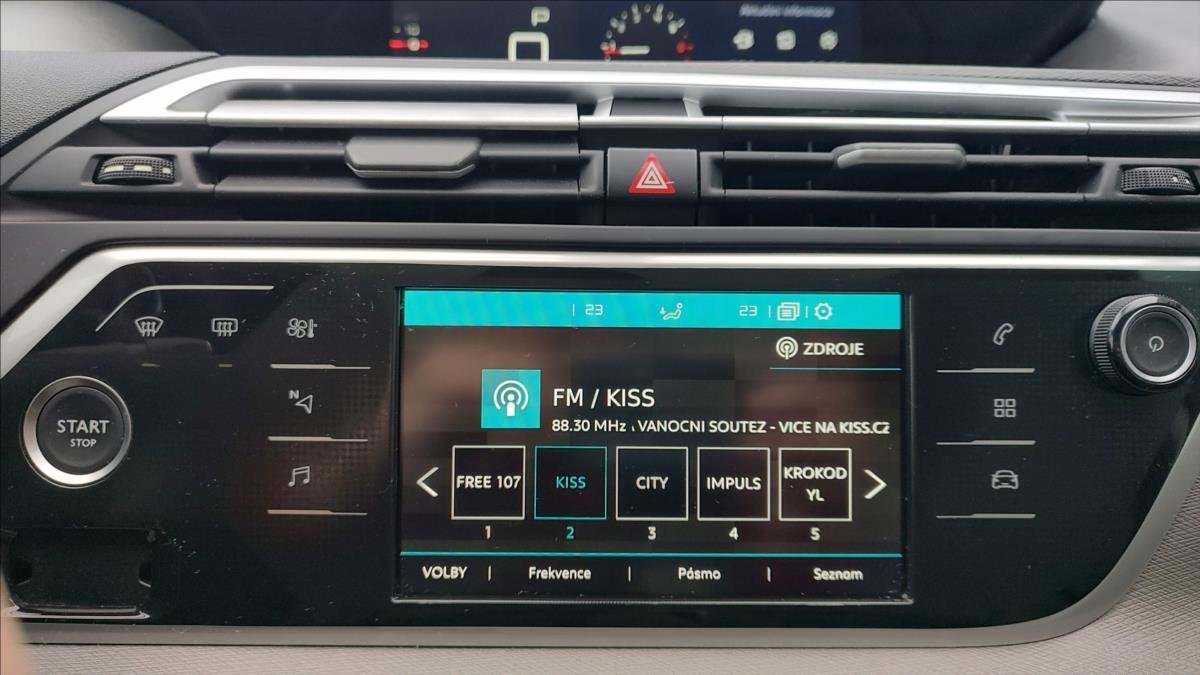 P
Aktuální informace
0
23
23
ZDROJE
FM / KISS
88.30 MHz
VANOCNI SOUTEZ - VICE NA KISS.CZ
START
STOP
N
FREE 107
KISS
CITY
IMPULS
KROKOD
YL
1
2
3
4
5
VOLBY
Frekvence
Pásmo
Seznam